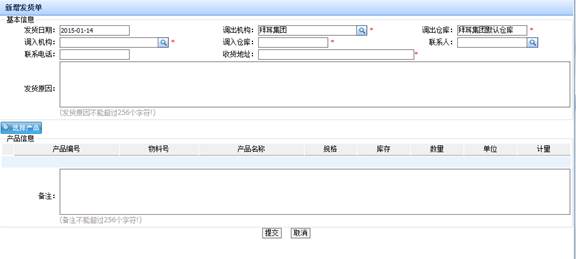 新增发货单
基本信息
发货日期: 2015-01-14 调出机构: 拜耳集团 * 调出仓库: 拜耳集团默认仓库 *
调入机构: * 调入仓库: * 联系人:
联系电话: 收货地址: *
发货原因:
(发货原因不能超过256个字符!)
选择产品
产品信息
产品编号 物料号 产品名称 规格 库存 数量 单位 计量
备注:
(备注不能超过256个字符!)
提交 取消